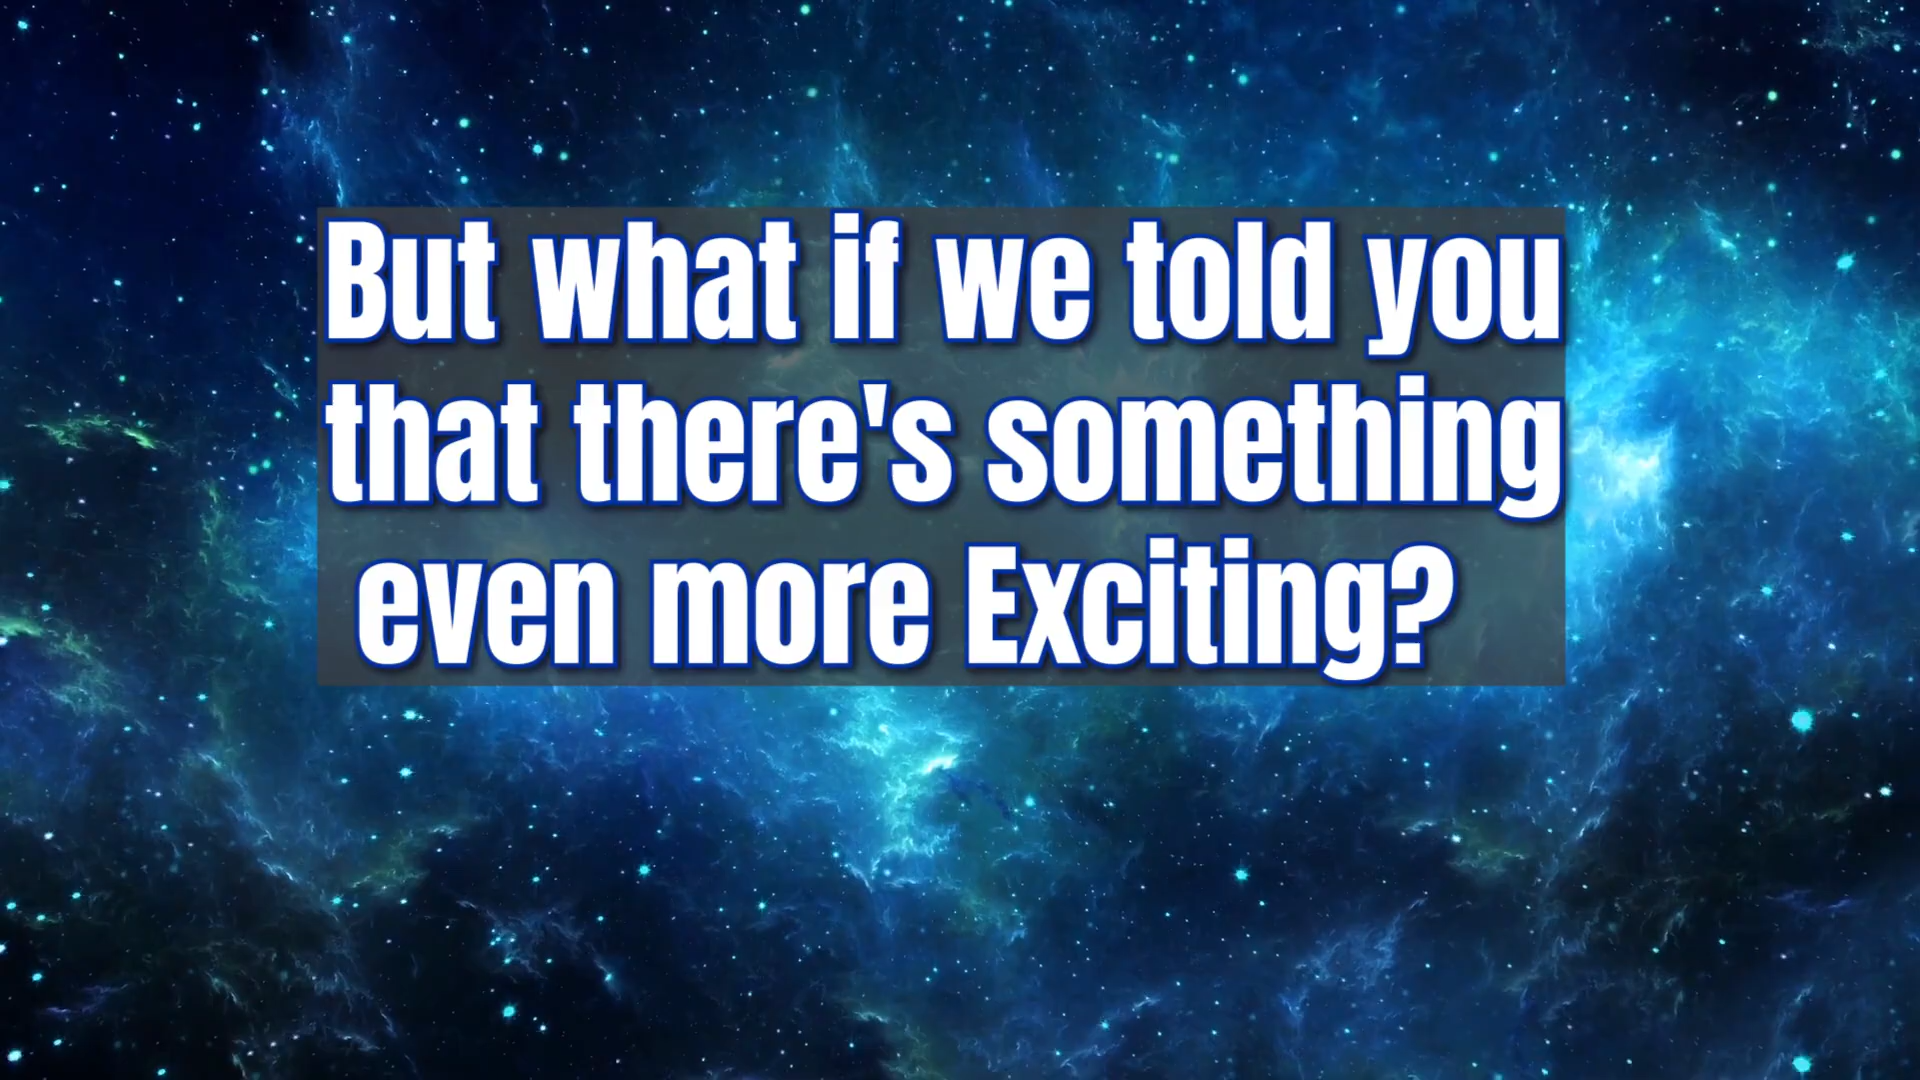 But what if we told you
that there's something
even more Exciting?